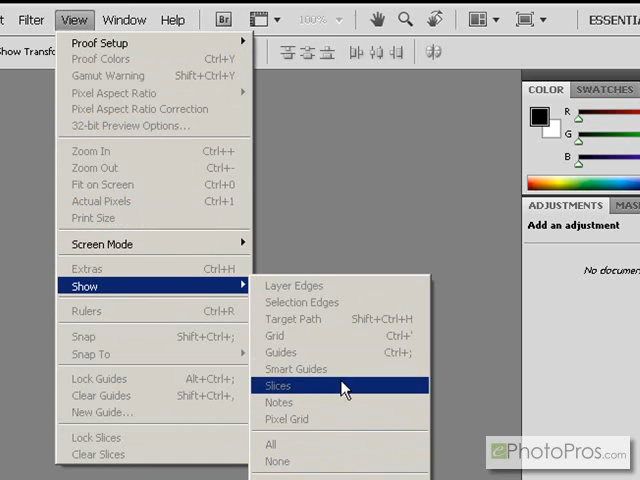 Filter View Window Help Br 100% ESSENTIA
Show Transfo
Proof Setup
Proof Colors Ctrl+Y
Gamut Warning Shift+Ctrl+Y
Pixel Aspect Ratio
Pixel Aspect Ratio Correction
32-bit Preview Options...
Zoom In Ctrl++
Zoom Out Ctrl+-
Fit on Screen Ctrl+0
Actual Pixels Ctrl+1
Print Size
Screen Mode
Extras Ctrl+H
Show
Rulers Ctrl+R
Snap Shift+Ctrl+;
Snap To
Lock Guides Alt+Ctrl+;
Clear Guides Shift+Ctrl+,
New Guide...
Lock Slices
Clear Slices
Layer Edges
Selection Edges
Target Path Shift+Ctrl+H
Grid Ctrl+'
Guides Ctrl+;
Smart Guides
Slices
Notes
Pixel Grid
All
None
COLOR SWATCHES
R
G
B
ADJUSTMENTS MAS
Add an adjustment
No docume
ePhotoPros.com